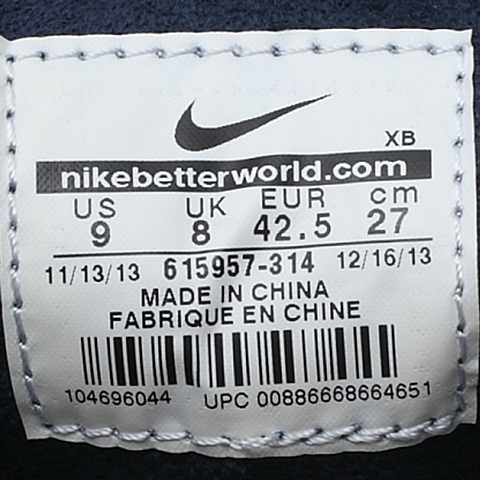 XB
nikebetterworld.com
US UK EUR cm
9 8 42.5 27
11/13/13 615957-314 12/16/13
MADE IN CHINA
FABRIQUE EN CHINE
104696044 UPC 00886668664651